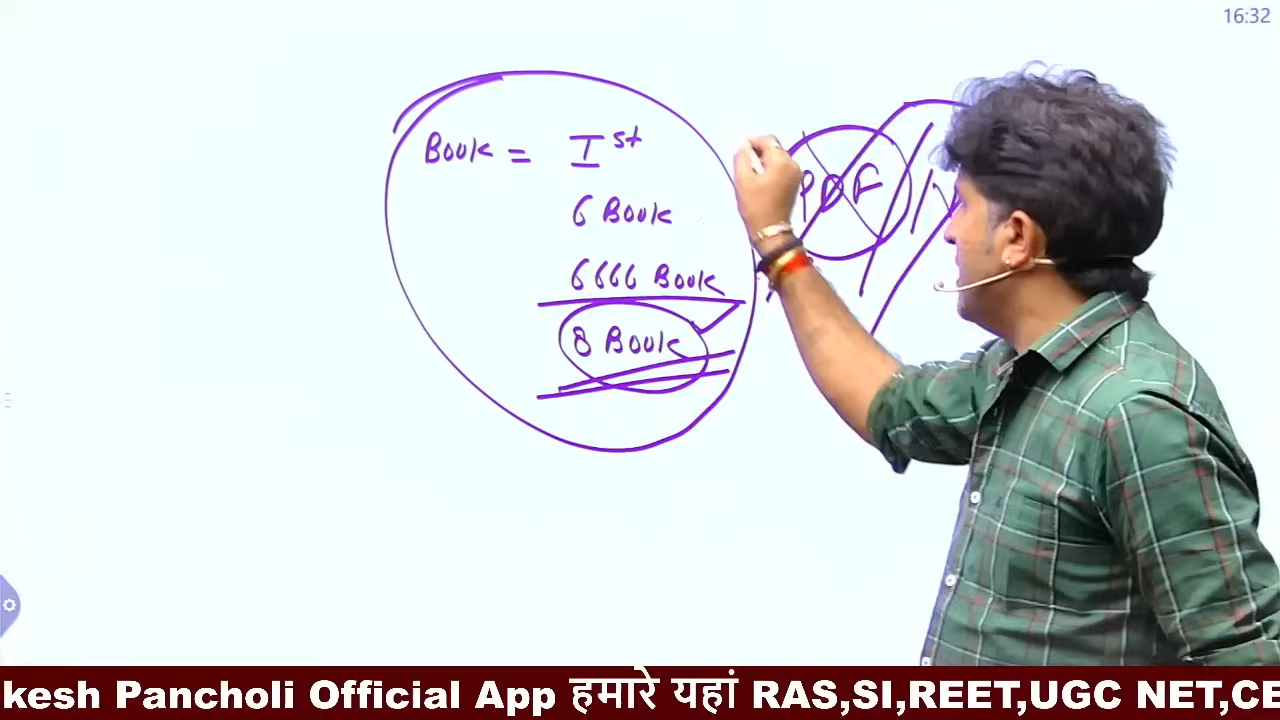 16:32
Book = Ist
6 Book
6666 Book
8 Book
PDF
kesh Pancholi Official App हमारे यहां RAS,SI,REET,UGC NET,CE